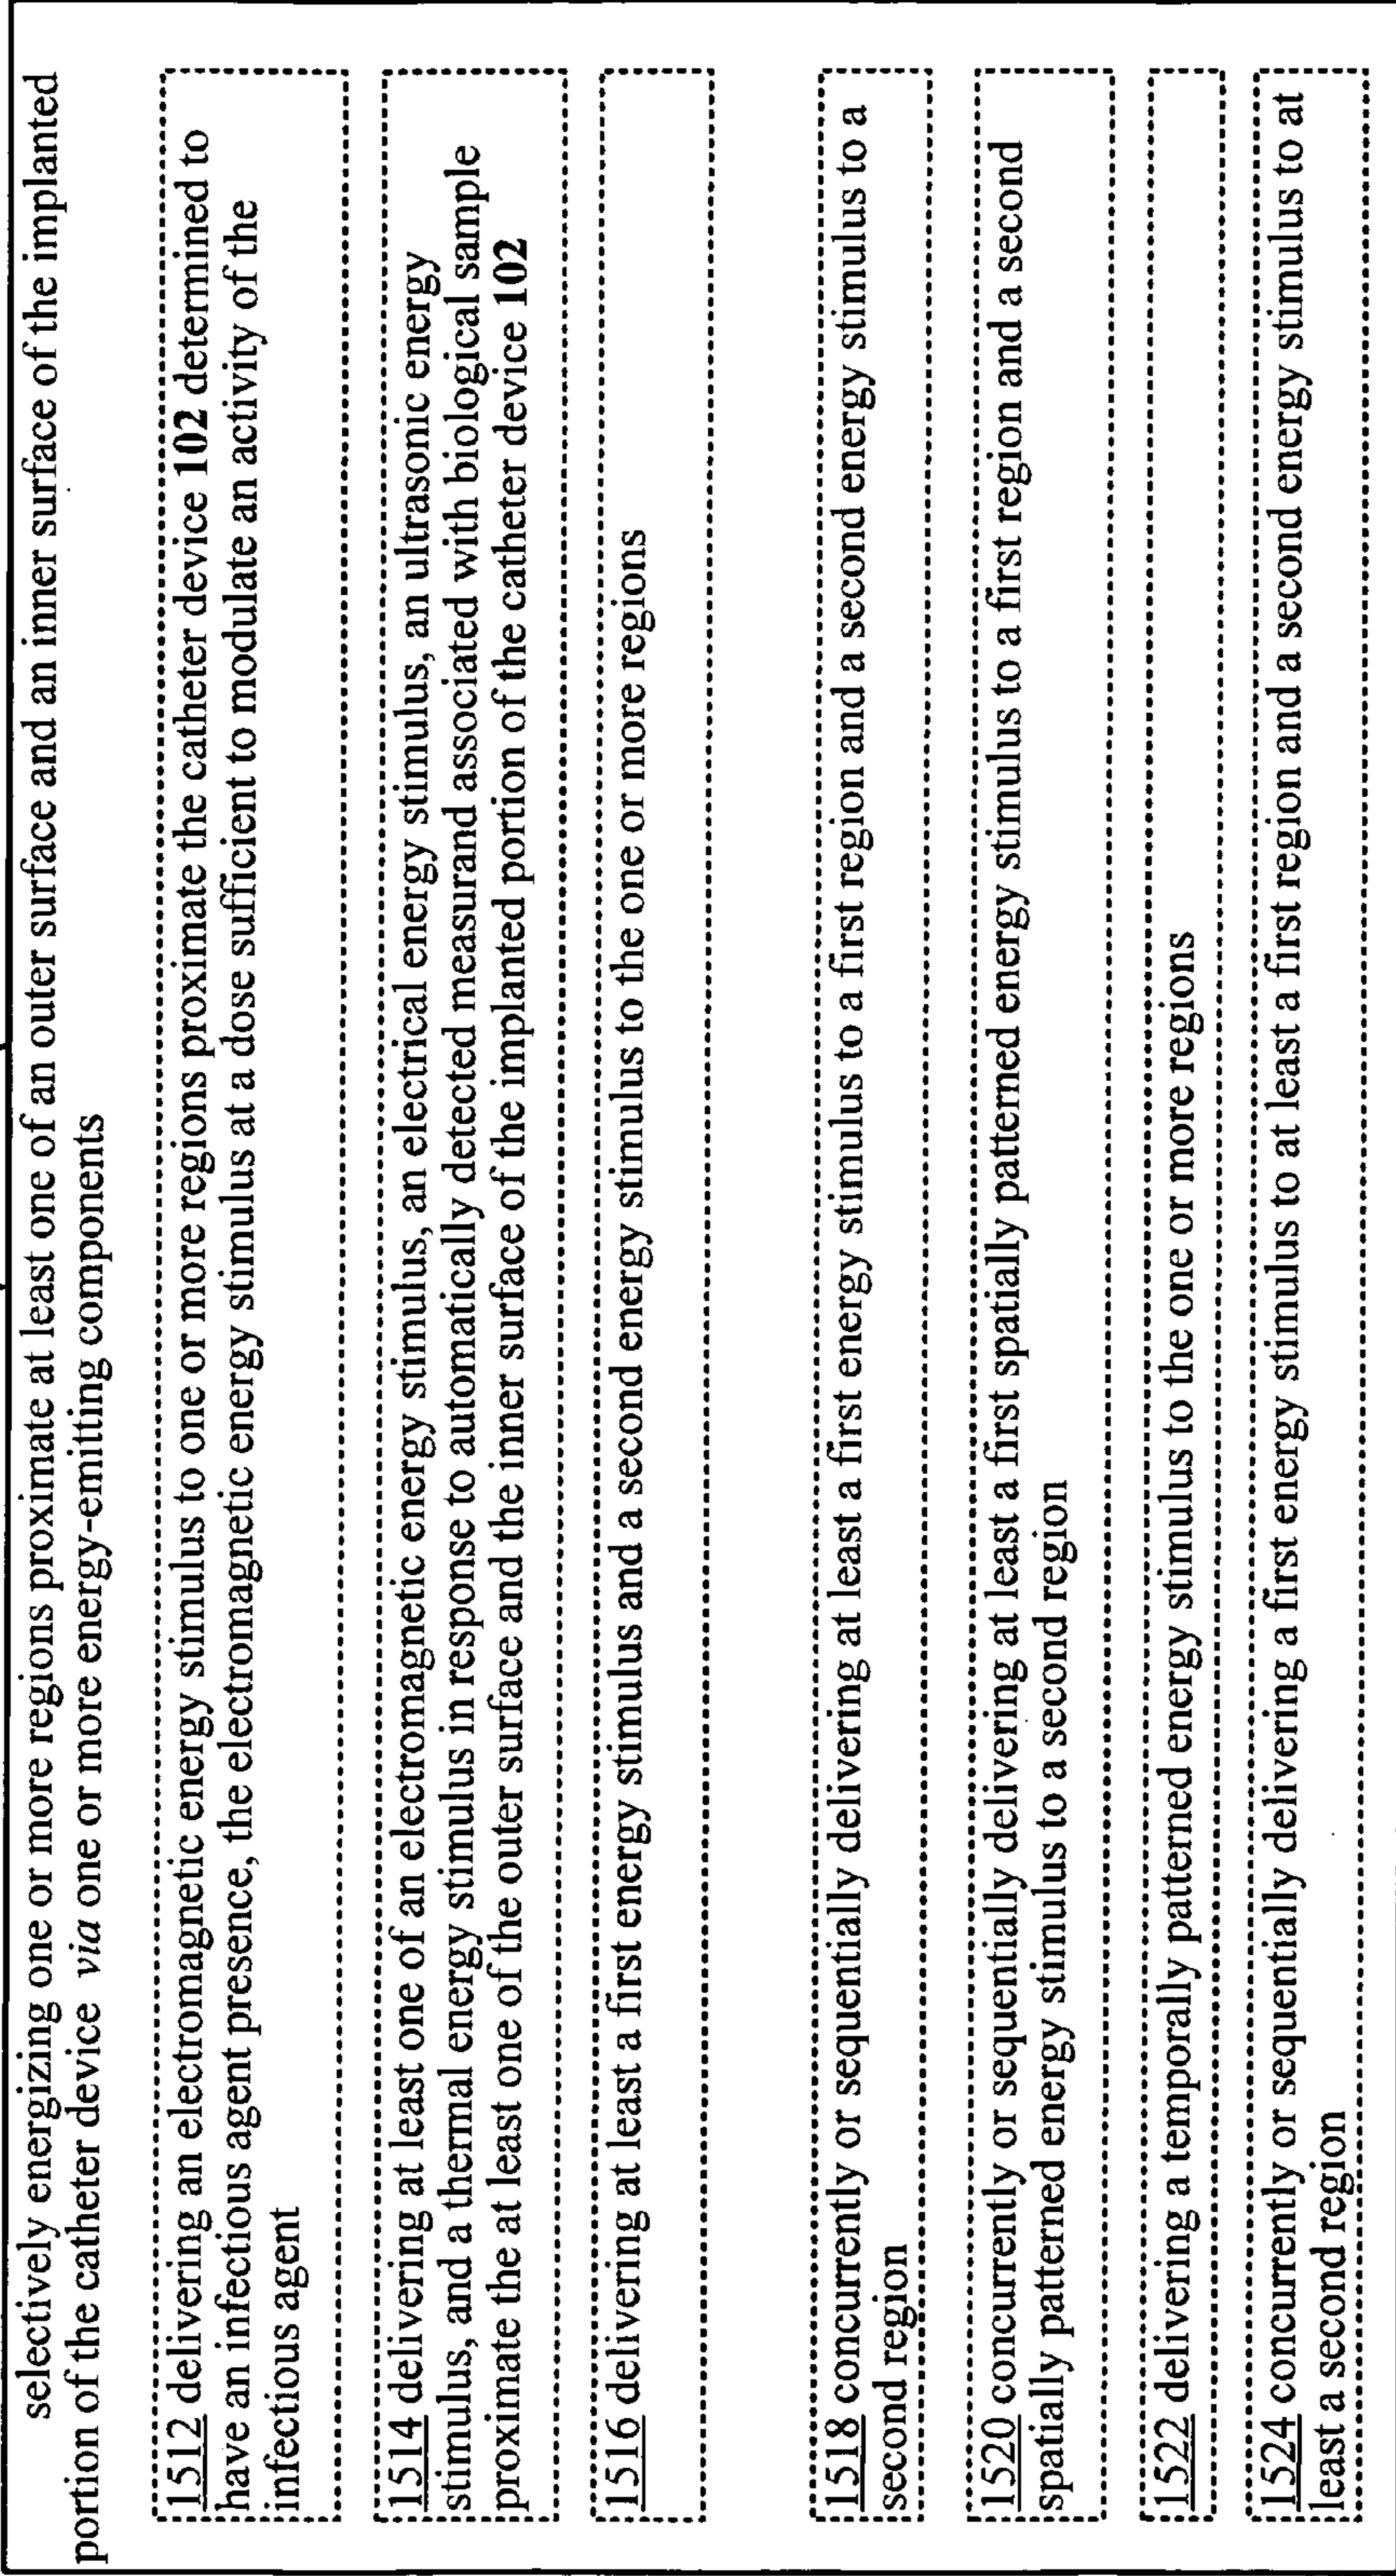 selectively energizing one or more regions proximate at least one of an outer surface and an inner surface of the implanted
portion of the catheter device via one or more energy-emitting components
1512 delivering an electromagnetic energy stimulus to one or more regions proximate the catheter device 102 determined to
have an infectious agent presence, the electromagnetic energy stimulus at a dose sufficient to modulate an activity of the
infectious agent
1514 delivering at least one of an electromagnetic energy stimulus, an electrical energy stimulus, an ultrasonic energy
stimulus, and a thermal energy stimulus in response to automatically detected measurand associated with biological sample
proximate the at least one of the outer surface and the inner surface of the implanted portion of the catheter device 102
1516 delivering at least a first energy stimulus and a second energy stimulus to the one or more regions
1518 concurrently or sequentially delivering at least a first energy stimulus to a first region and a second energy stimulus to a
second region
1520 concurrently or sequentially delivering at least a first spatially patterned energy stimulus to a first region and a second
spatially patterned energy stimulus to a second region
1522 delivering a temporally patterned energy stimulus to the one or more regions
1524 concurrently or sequentially delivering a first energy stimulus to at least a first region and a second energy stimulus to at
least a second region